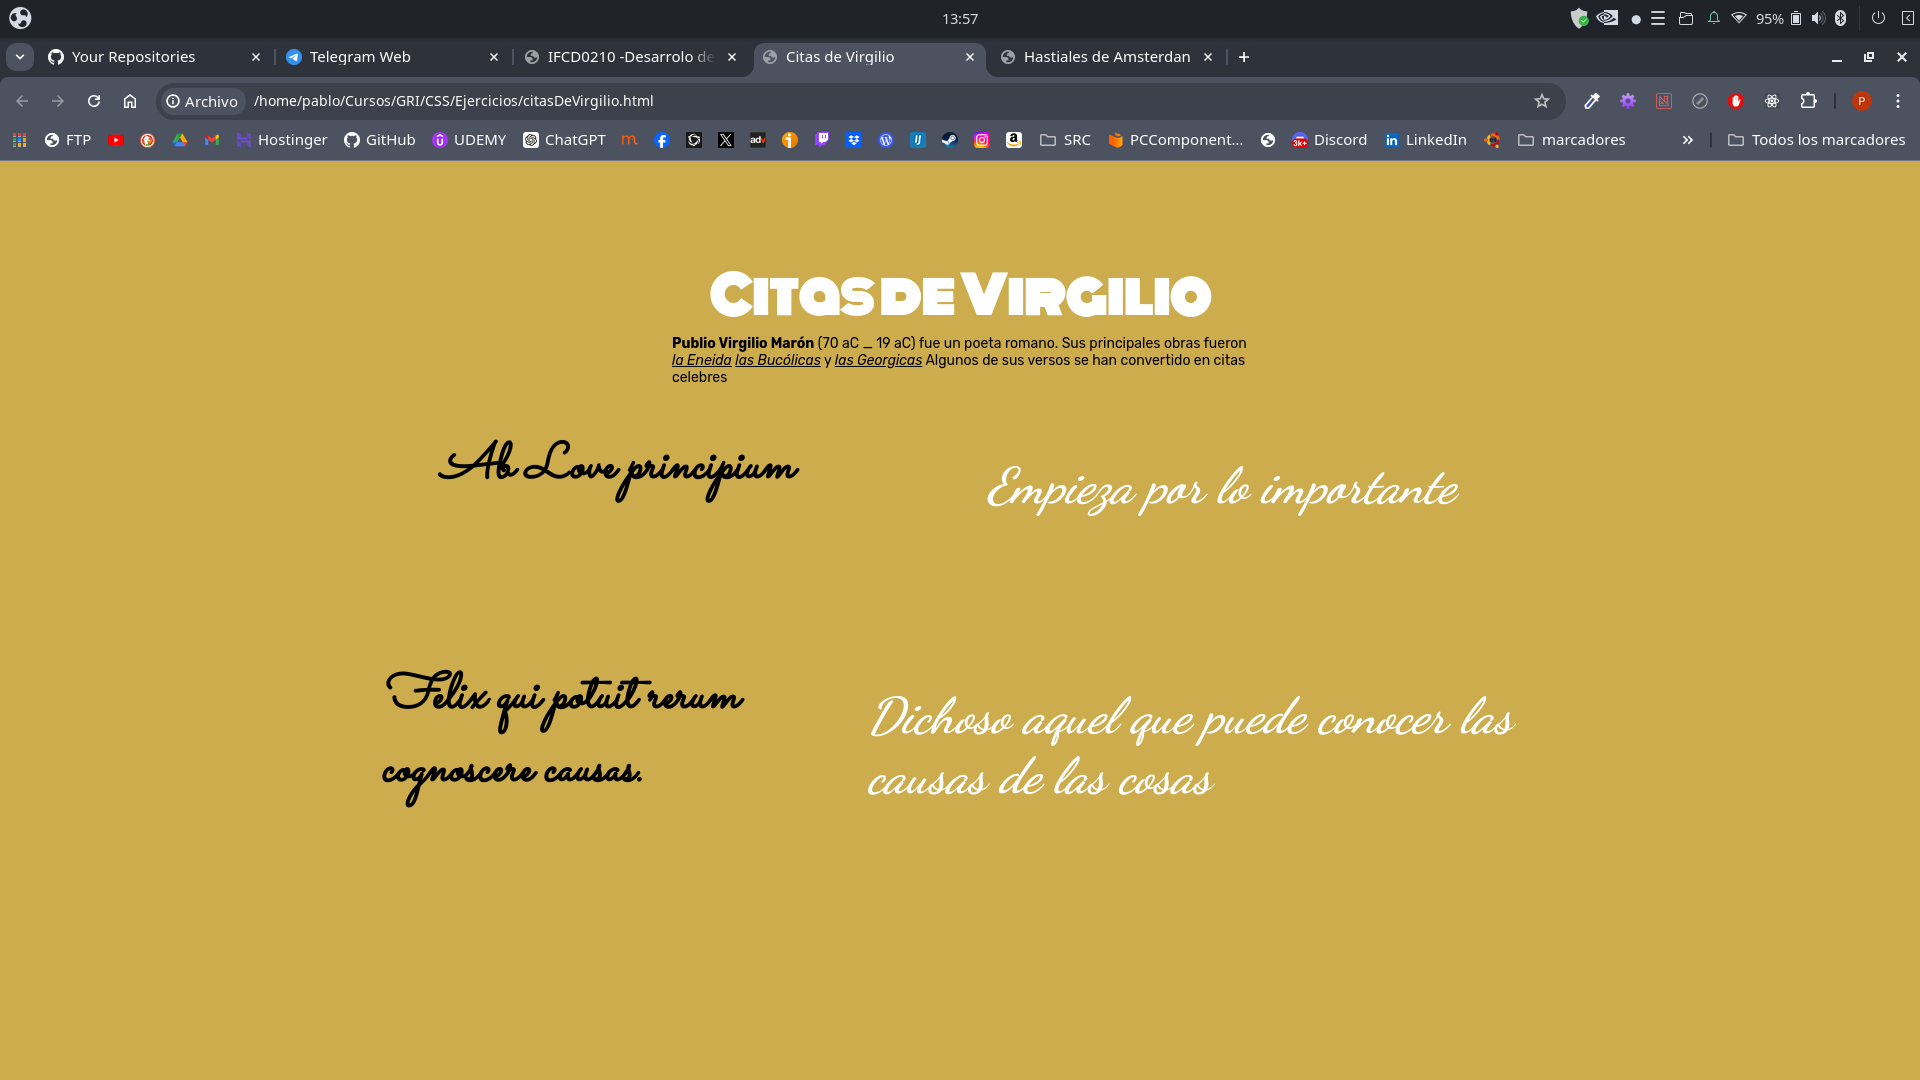 13:57
95%
Your Repositories
Telegram Web
IFCD0210 -Desarrolo de
Citas de Virgilio
Hastiales de Amsterdan
Archivo
/home/pablo/Cursos/GRI/CSS/Ejercicios/citasDeVirgilio.html
P
FTP
Hostinger
GitHub
UDEMY
ChatGPT
SRC
PCComponent...
Discord
LinkedIn
marcadores
Todos los marcadores
Citas de Virgilio
Publio Virgilio Marón (70 aC _ 19 aC) fue un poeta romano. Sus principales obras fueron
la Eneida las Bucólicas y las Georgicas Algunos de sus versos se han convertido en citas
celebres
Ab Love principium
Empieza por lo importante
Felix qui potuit rerum
cognoscere causas.
Dichoso aquel que puede conocer las
causas de las cosas